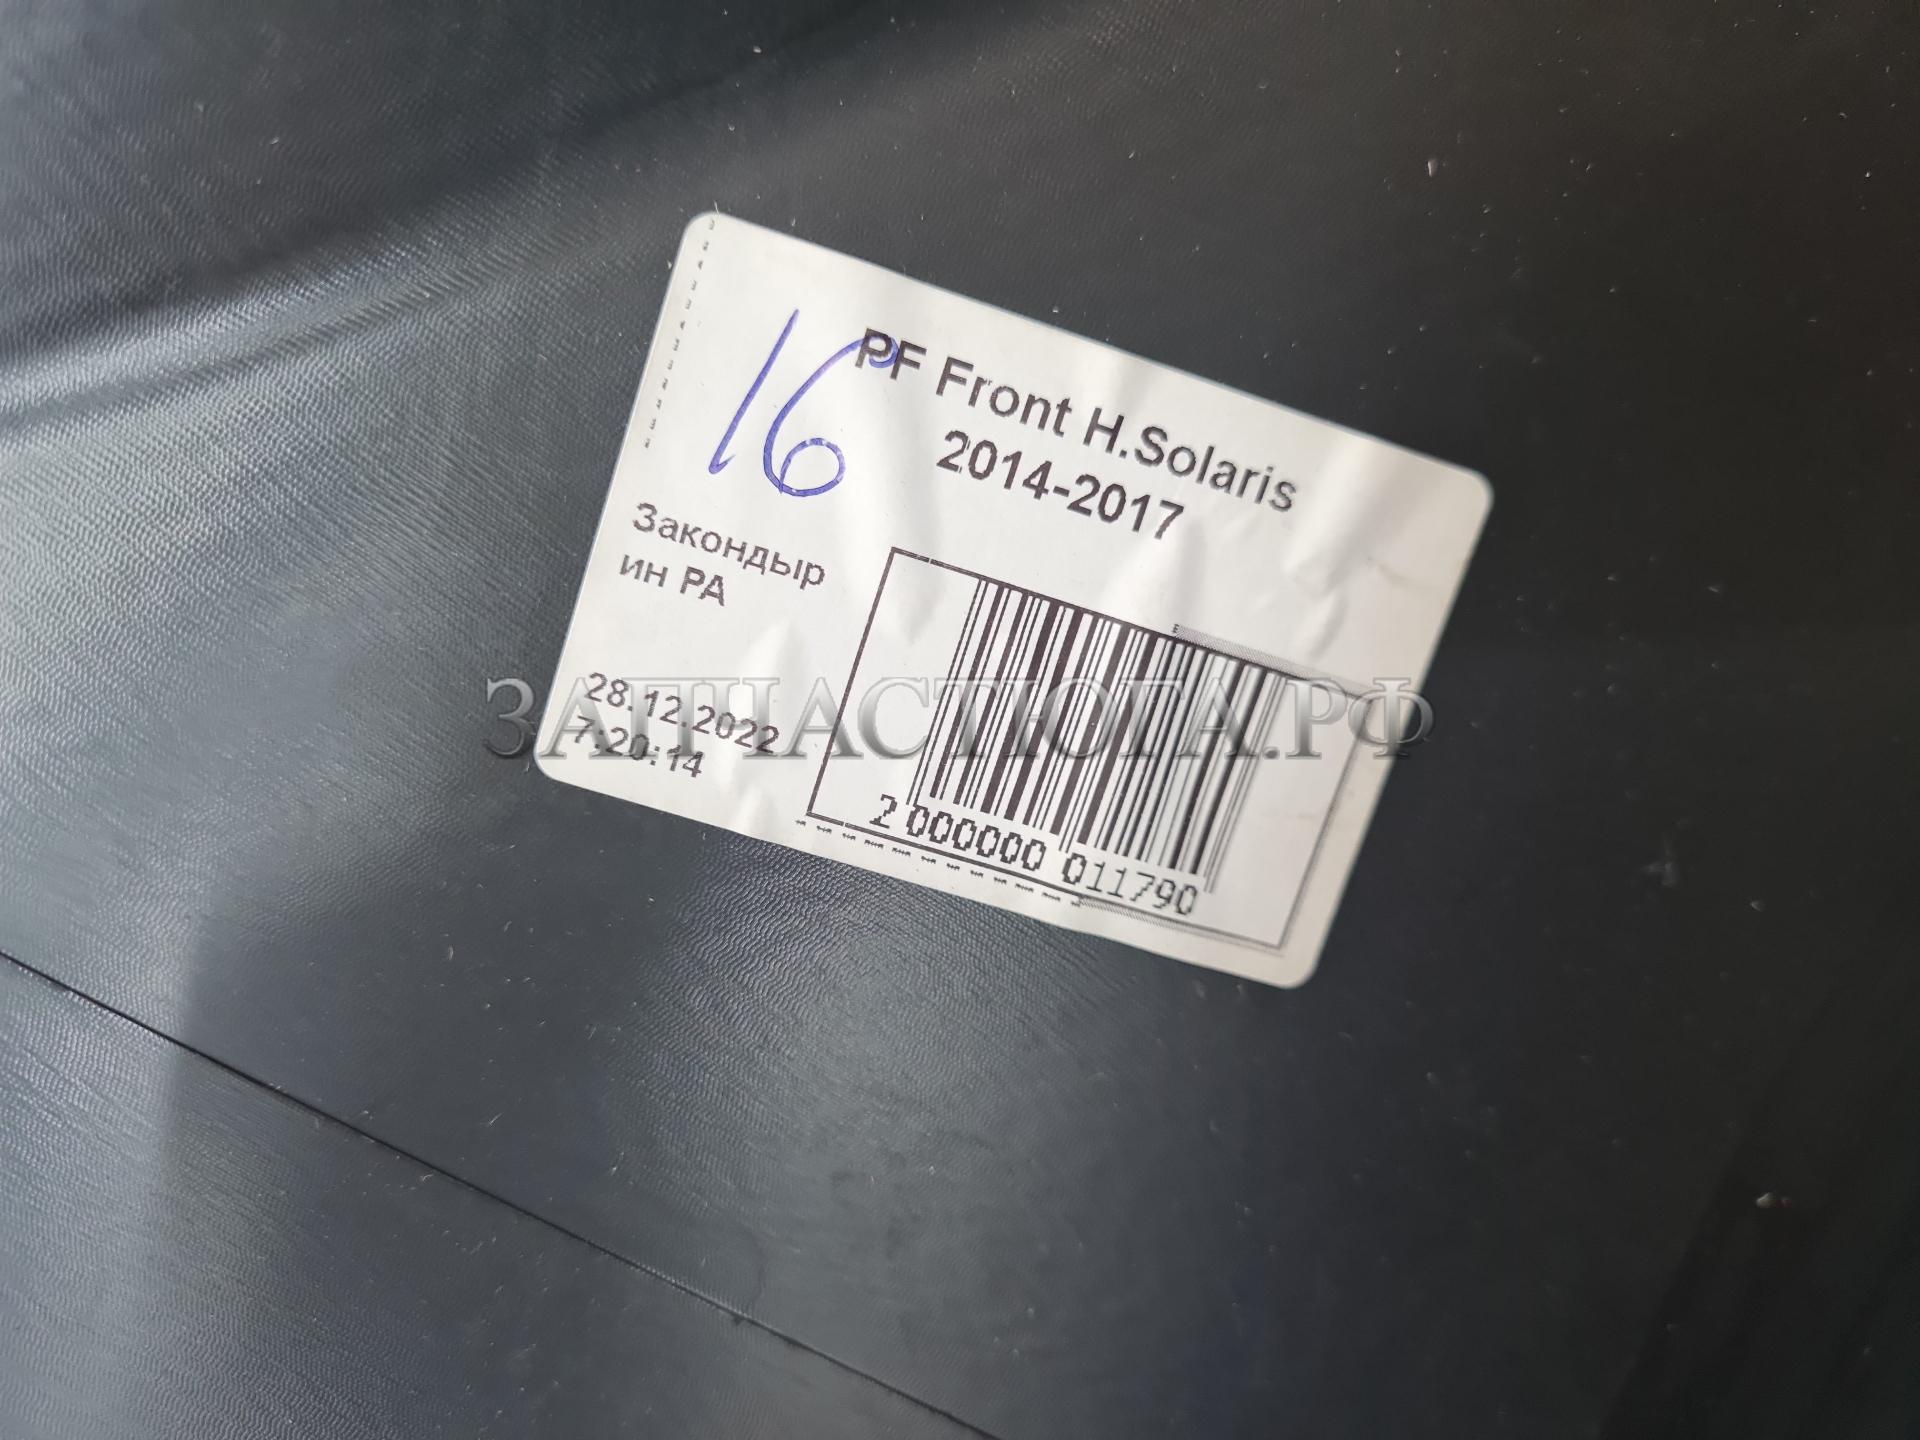 16
PF Front H.Solaris
2014-2017
Закондыр
ин РА
28.12.2022
7:20:14
2 000000 011790
ЗАПЧАСТЮГА.РФ